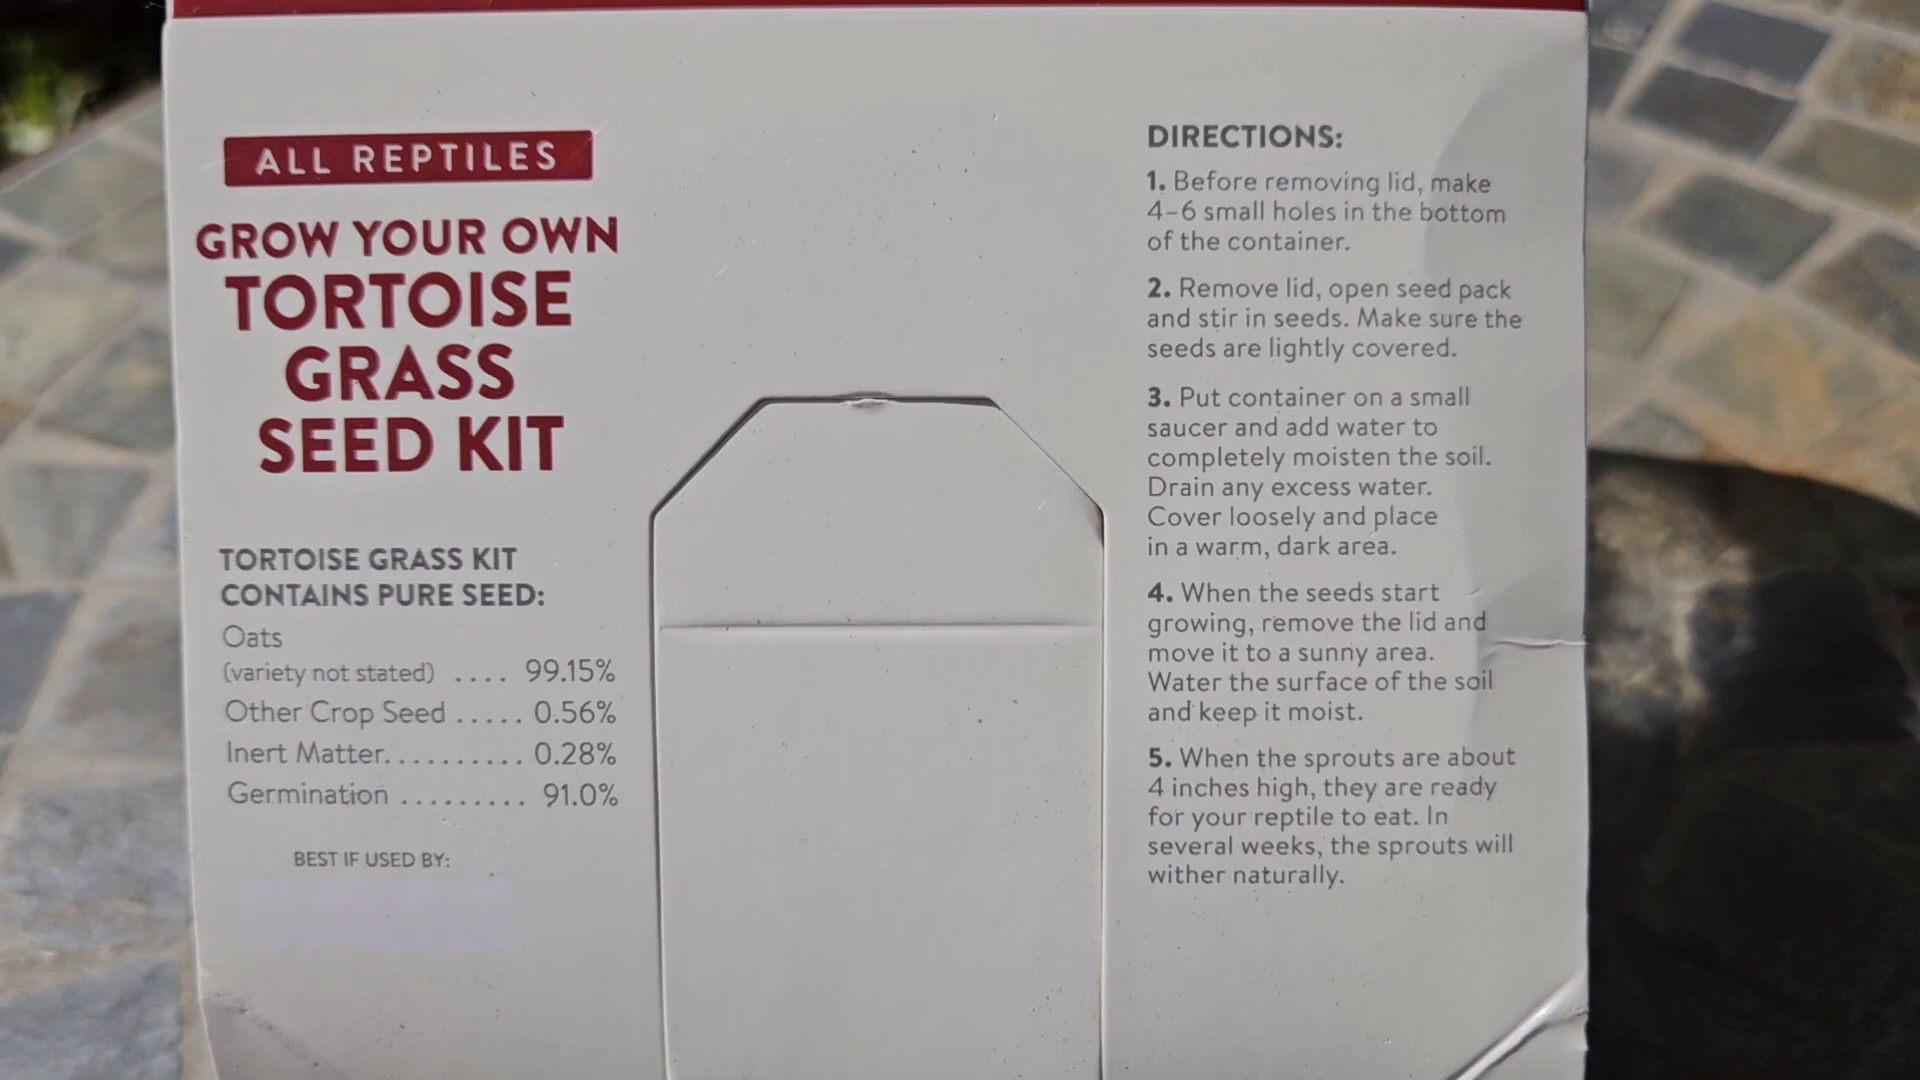 ALL REPTILES
GROW YOUR OWN
TORTOISE
GRASS
SEED KIT
TORTOISE GRASS KIT
CONTAINS PURE SEED:
Oats
(variety not stated) .... 99.15%
Other Crop Seed ..... 0.56%
Inert Matter.......... 0.28%
Germination ......... 91.0%
BEST IF USED BY:
DIRECTIONS:
1. Before removing lid, make
4–6 small holes in the bottom
of the container.
2. Remove lid, open seed pack
and stir in seeds. Make sure the
seeds are lightly covered.
3. Put container on a small
saucer and add water to
completely moisten the soil.
Drain any excess water.
Cover loosely and place
in a warm, dark area.
4. When the seeds start
growing, remove the lid and
move it to a sunny area.
Water the surface of the soil
and keep it moist.
5. When the sprouts are about
4 inches high, they are ready
for your reptile to eat. In
several weeks, the sprouts will
wither naturally.